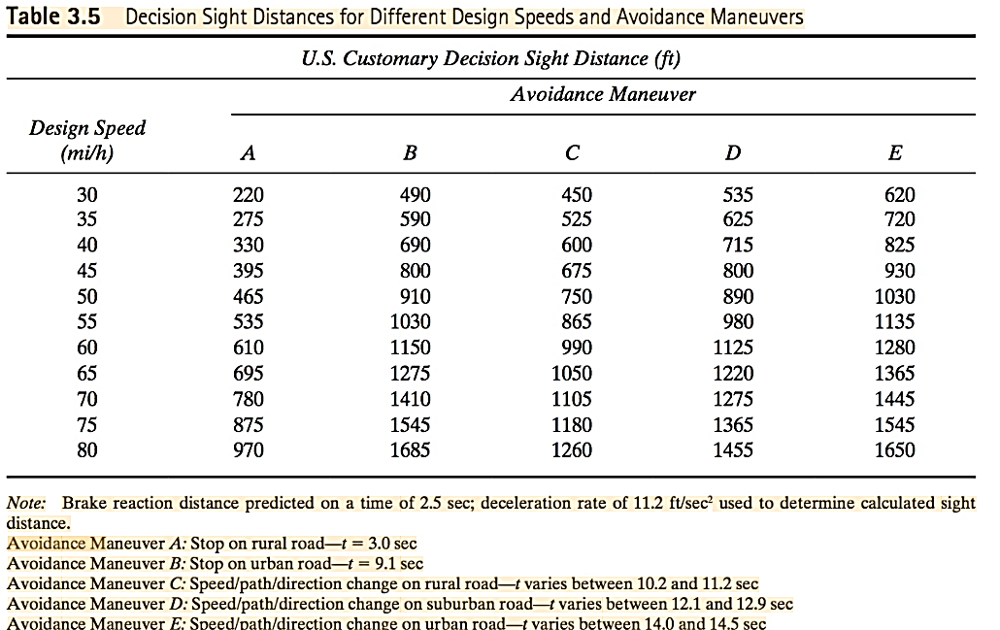 Table 3.5 Decision Sight Distances for Different Design Speeds and Avoidance Maneuvers
U.S. Customary Decision Sight Distance (ft)
Avoidance Maneuver
Design Speed
(mi/h) A B C D E
30 220 490 450 535 620
35 275 590 525 625 720
40 330 690 600 715 825
45 395 800 675 800 930
50 465 910 750 890 1030
55 535 1030 865 980 1135
60 610 1150 990 1125 1280
65 695 1275 1050 1220 1365
70 780 1410 1105 1275 1445
75 875 1545 1180 1365 1545
80 970 1685 1260 1455 1650
Note: Brake reaction distance predicted on a time of 2.5 sec; deceleration rate of 11.2 ft/sec² used to determine calculated sight
distance.
Avoidance Maneuver A: Stop on rural road—t = 3.0 sec
Avoidance Maneuver B: Stop on urban road—t = 9.1 sec
Avoidance Maneuver C: Speed/path/direction change on rural road—t varies between 10.2 and 11.2 sec
Avoidance Maneuver D: Speed/path/direction change on suburban road—t varies between 12.1 and 12.9 sec
Avoidance Maneuver E: Speed/path/direction change on urban road—t varies between 14.0 and 14.5 sec